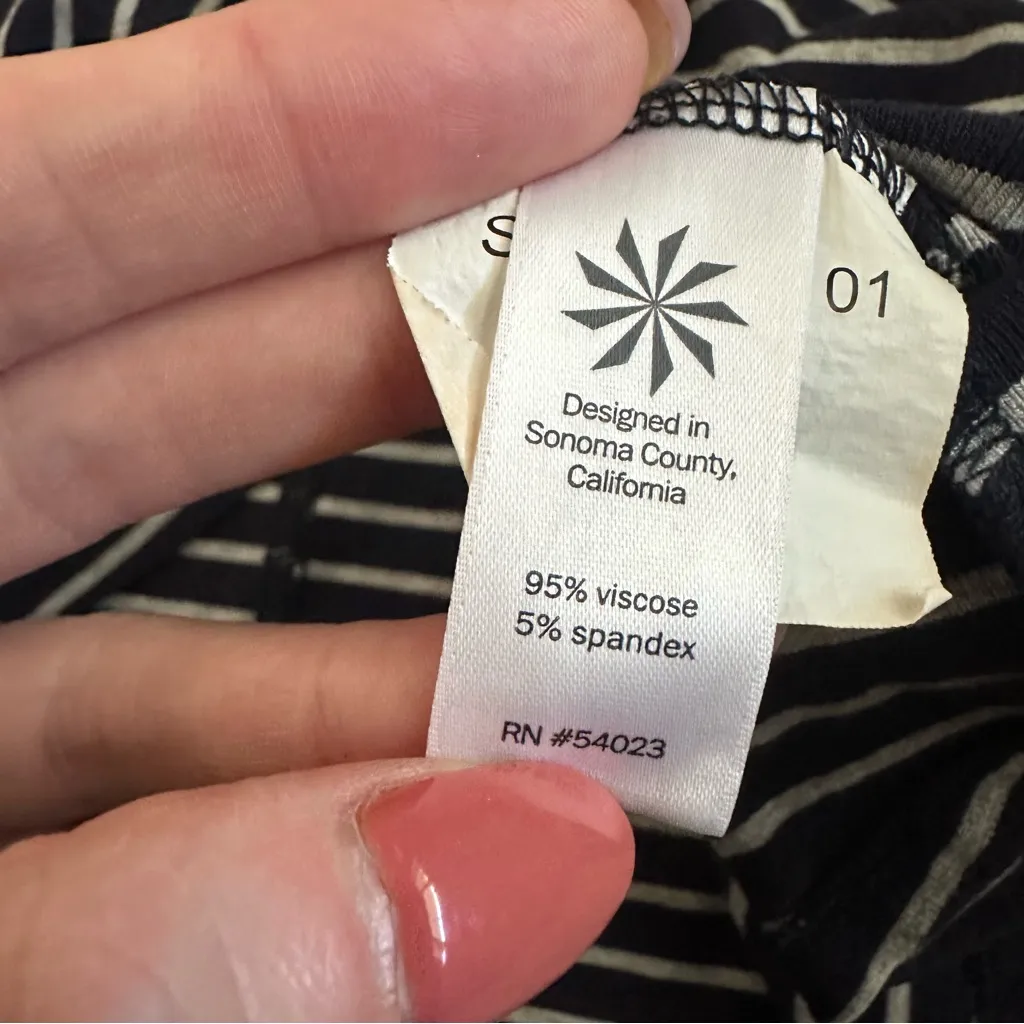 S
01
Designed in
Sonoma County,
California
95% viscose
5% spandex
RN #54023